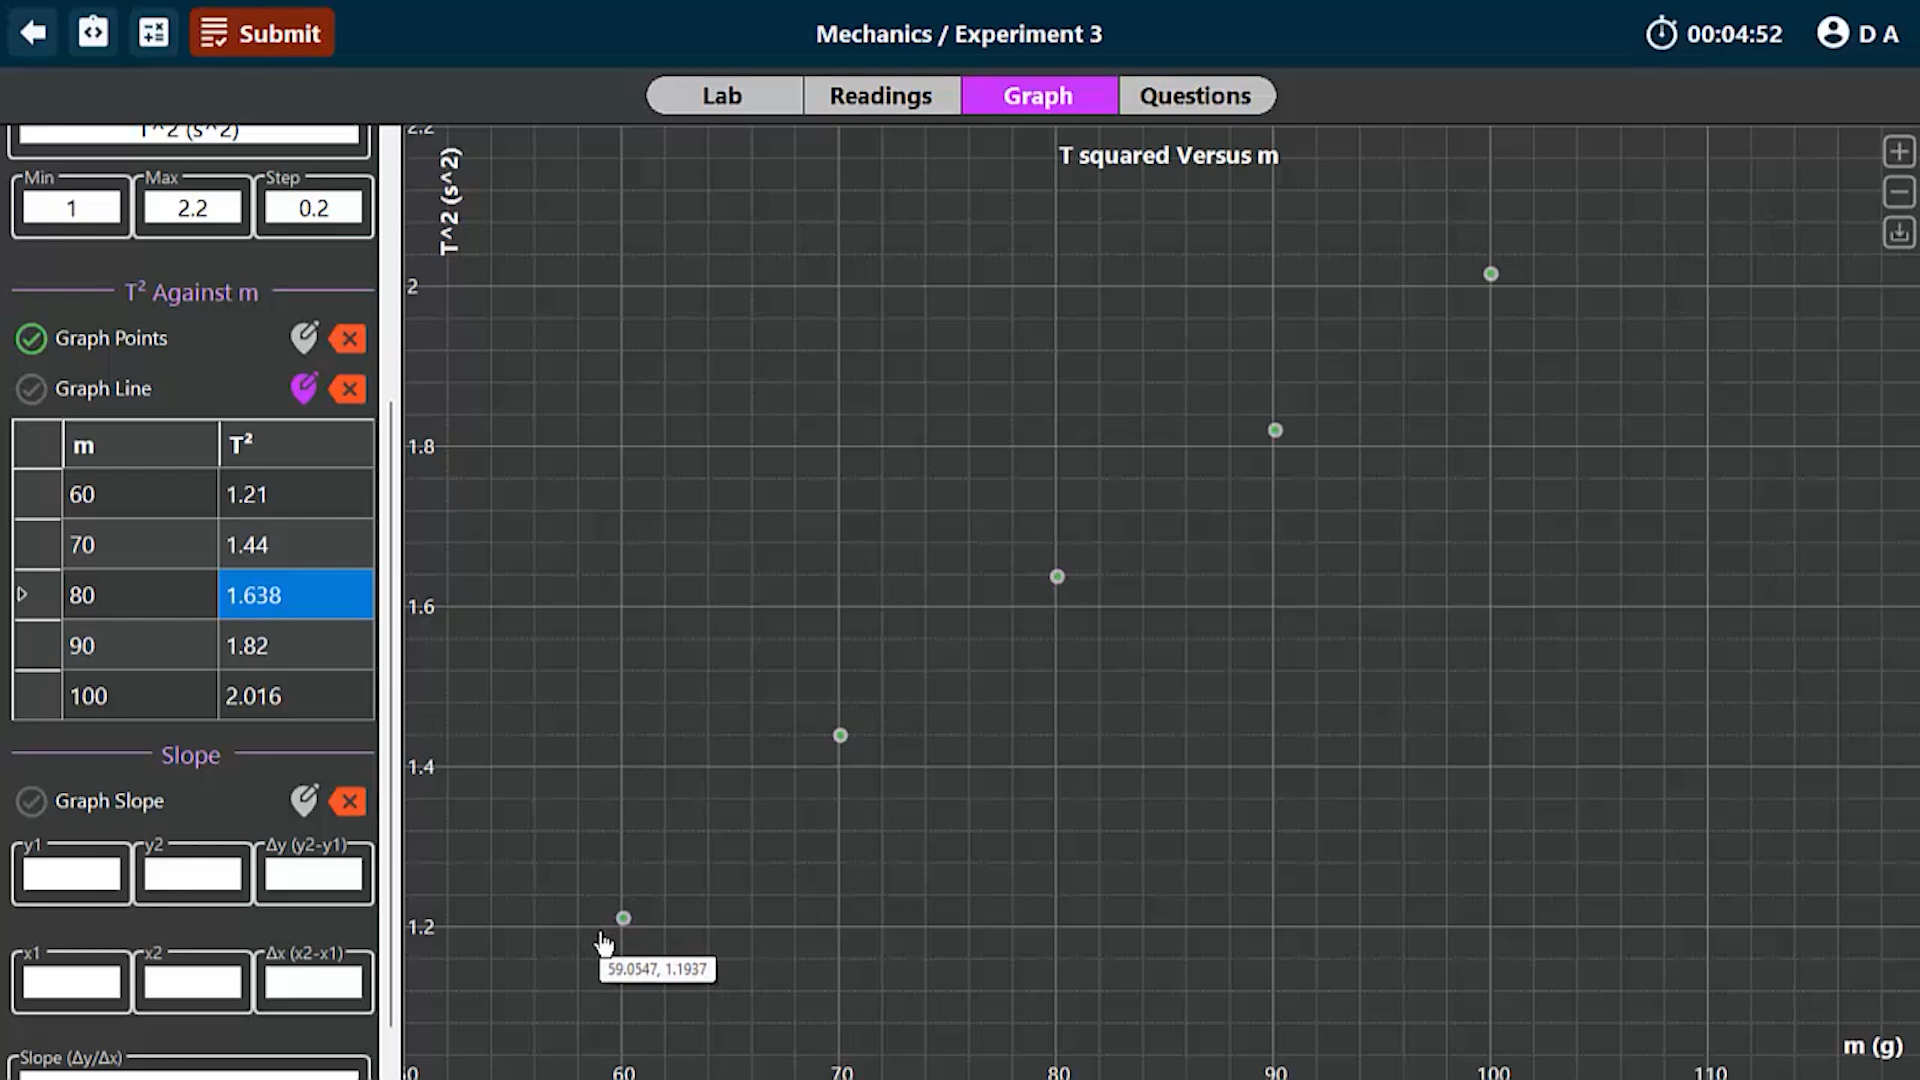 Submit
Mechanics / Experiment 3
00:04:52
D A
Lab
Readings
Graph
Questions
T^2 (s^2)
Min
Max
Step
1
2.2
0.2
T² Against m
Graph Points
Graph Line
m T²
60 1.21
70 1.44
80 1.638
90 1.82
100 2.016
Slope
Graph Slope
y1
y2
Δy (y2-y1)
x1
x2
Δx (x2-x1)
Slope (Δy/Δx)
T squared Versus m
T^2 (s^2)
2.2
2
1.8
1.6
1.4
1.2
59.0547, 1.1937
m (g)
60
70
80
90
100
110